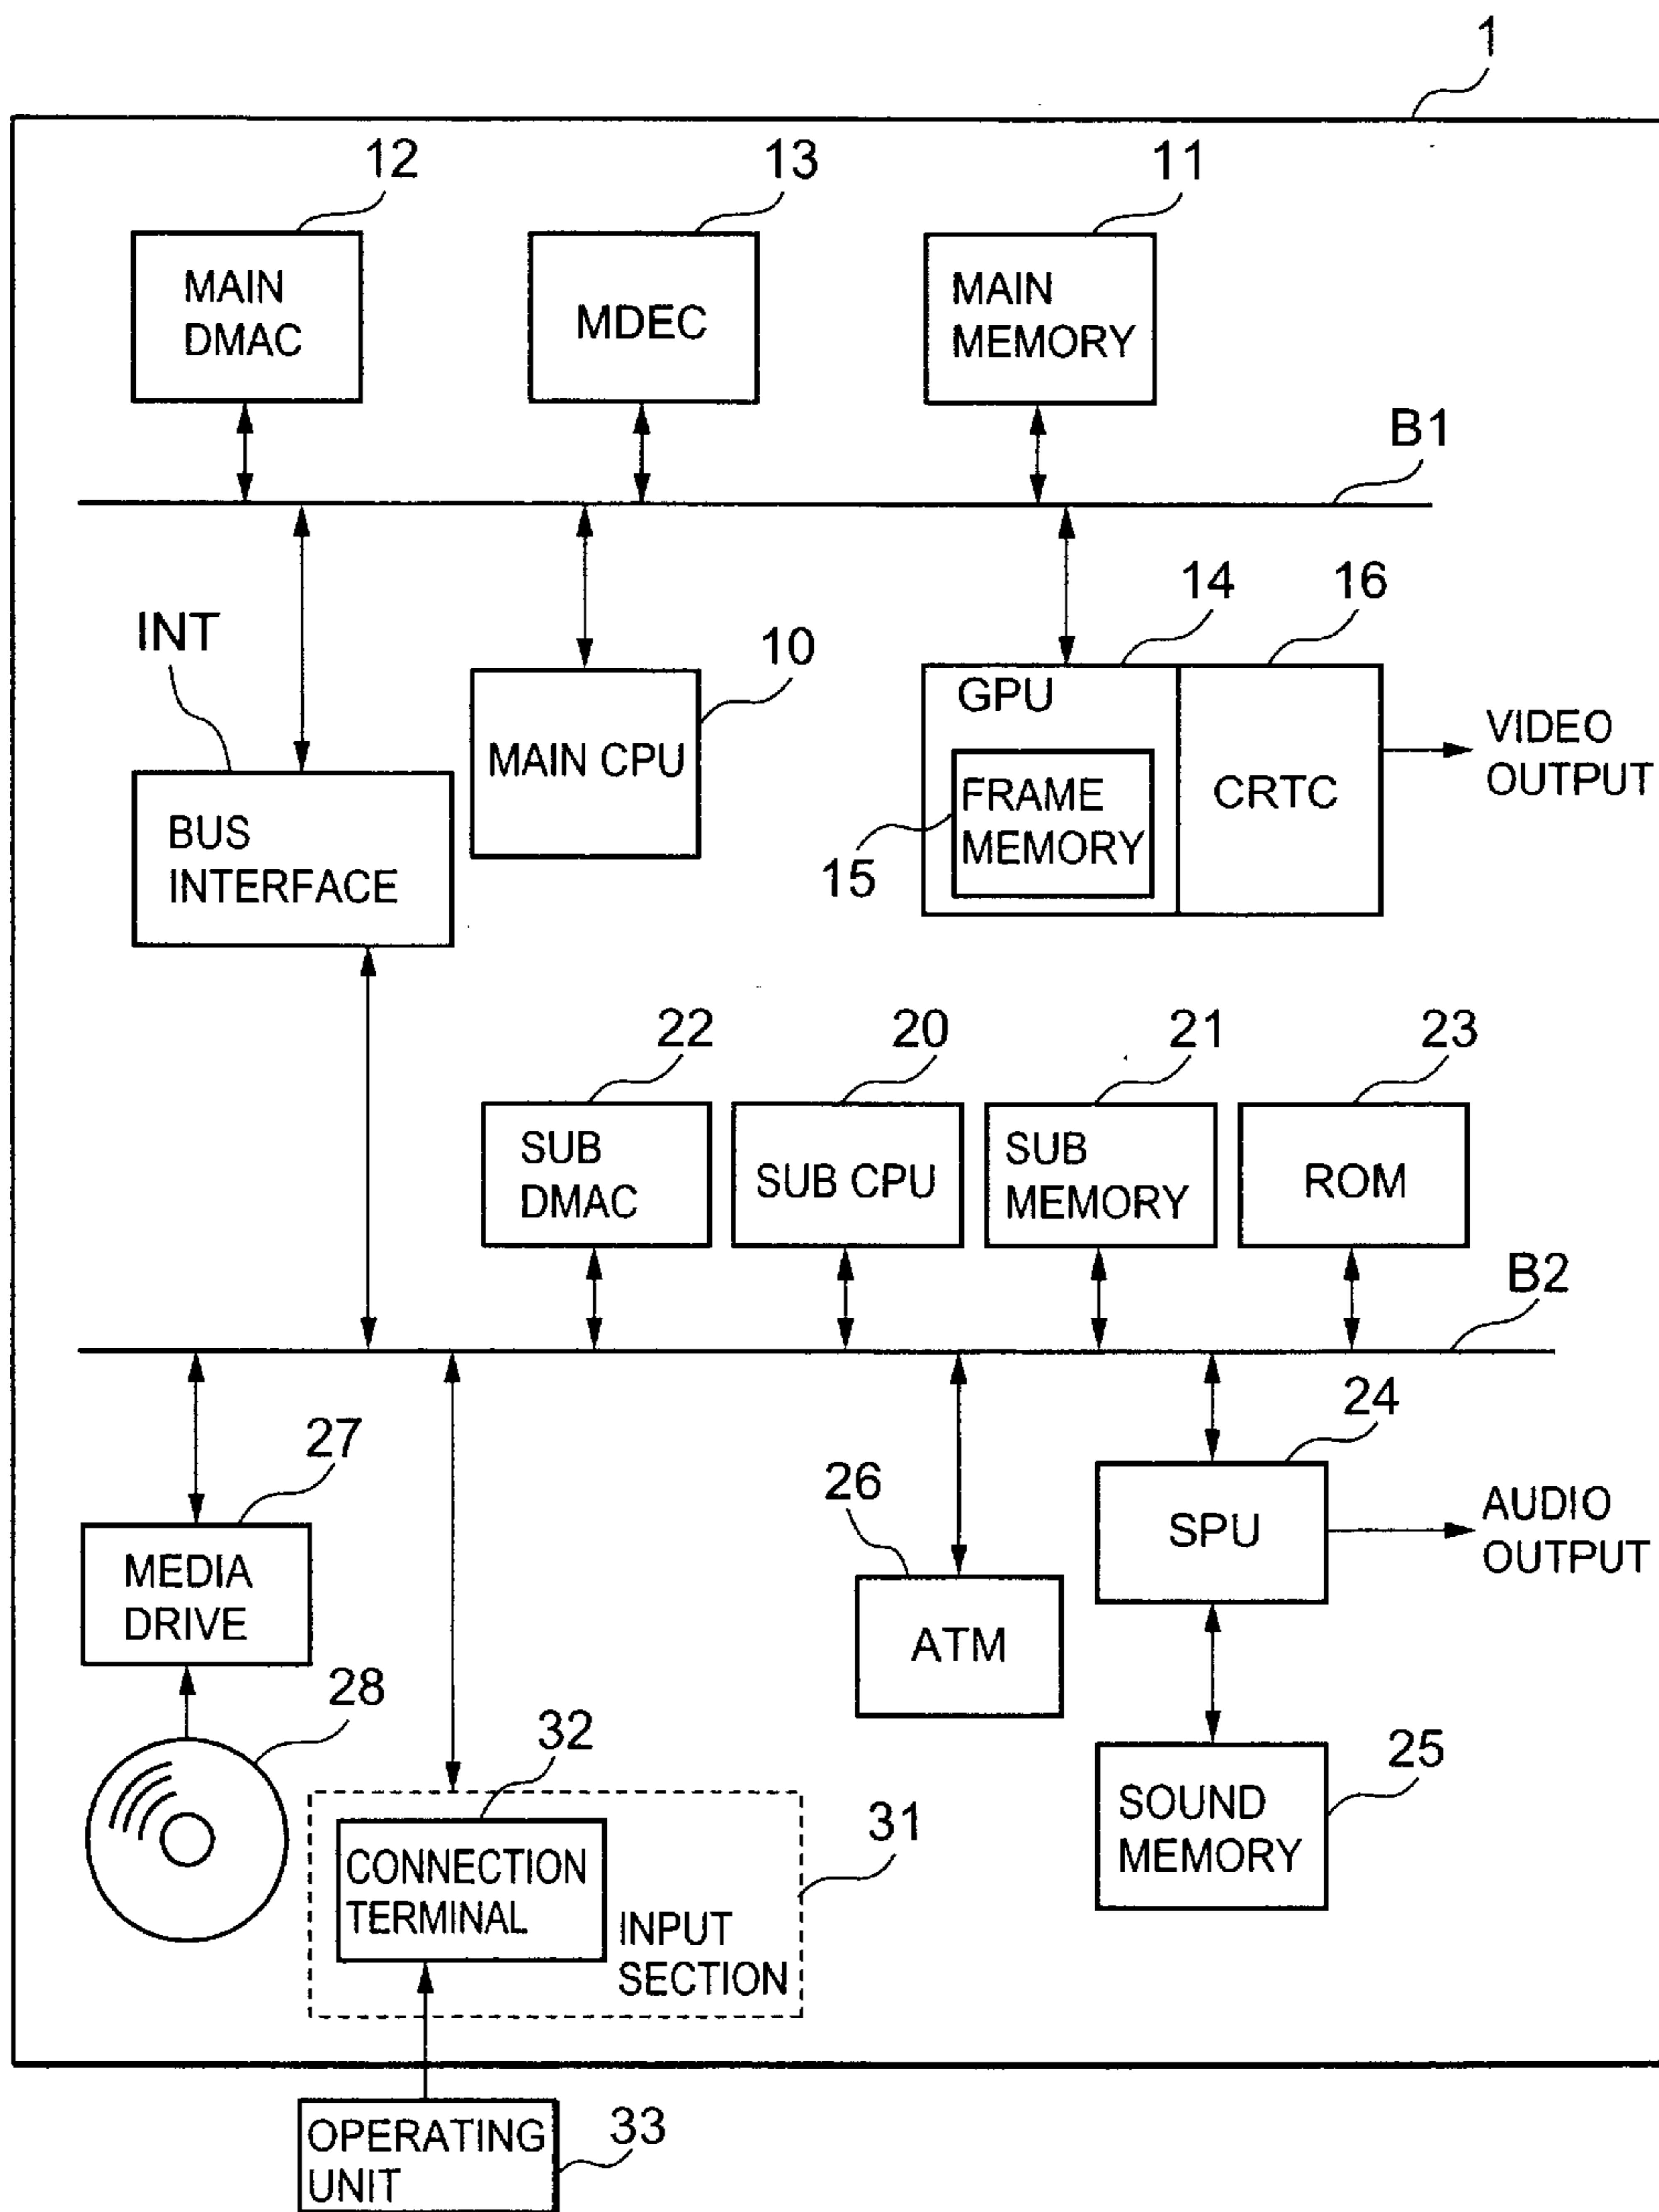 1
12
13
11
MAIN
DMAC
MDEC
MAIN
MEMORY
B1
INT
10
14
16
BUS
INTERFACE
MAIN CPU
GPU
FRAME
MEMORY
15
CRTC
VIDEO
OUTPUT
22
20
21
23
SUB
DMAC
SUB CPU
SUB
MEMORY
ROM
B2
27
26
24
MEDIA
DRIVE
ATM
SPU
AUDIO
OUTPUT
28
32
31
25
CONNECTION
TERMINAL
INPUT
SECTION
SOUND
MEMORY
OPERATING
UNIT
33